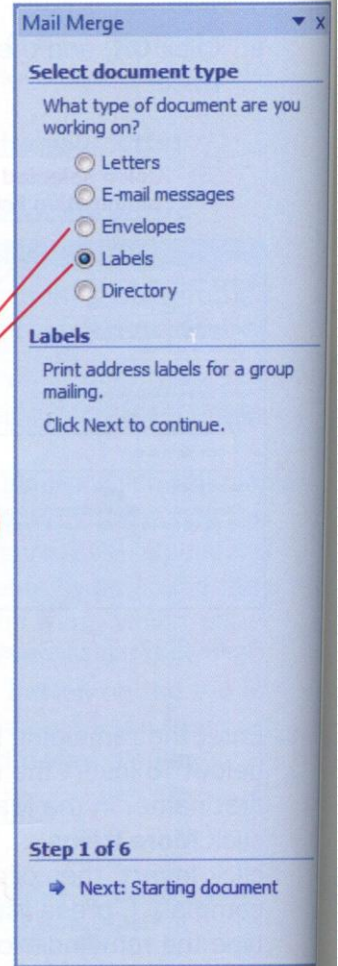 Mail Merge
Select document type
What type of document are you
working on?
Letters
E-mail messages
Envelopes
Labels
Directory
Labels
Print address labels for a group
mailing.
Click Next to continue.
Step 1 of 6
Next: Starting document